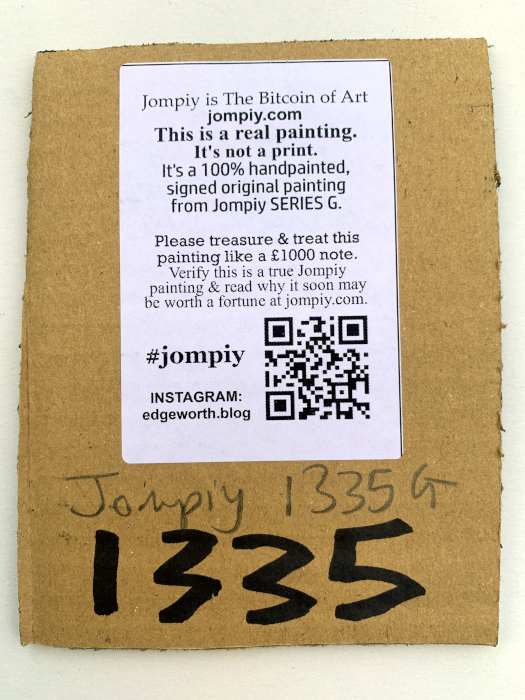 Jompiy is The Bitcoin of Art
jompiy.com
This is a real painting.
It's not a print.
It's a 100% handpainted,
signed original painting
from Jompiy SERIES G.
Please treasure & treat this
painting like a £1000 note.
Verify this is a true Jompiy
painting & read why it soon may
be worth a fortune at jompiy.com.
#jompiy
INSTAGRAM:
edgeworth.blog
Jompiy 1335 G
1335